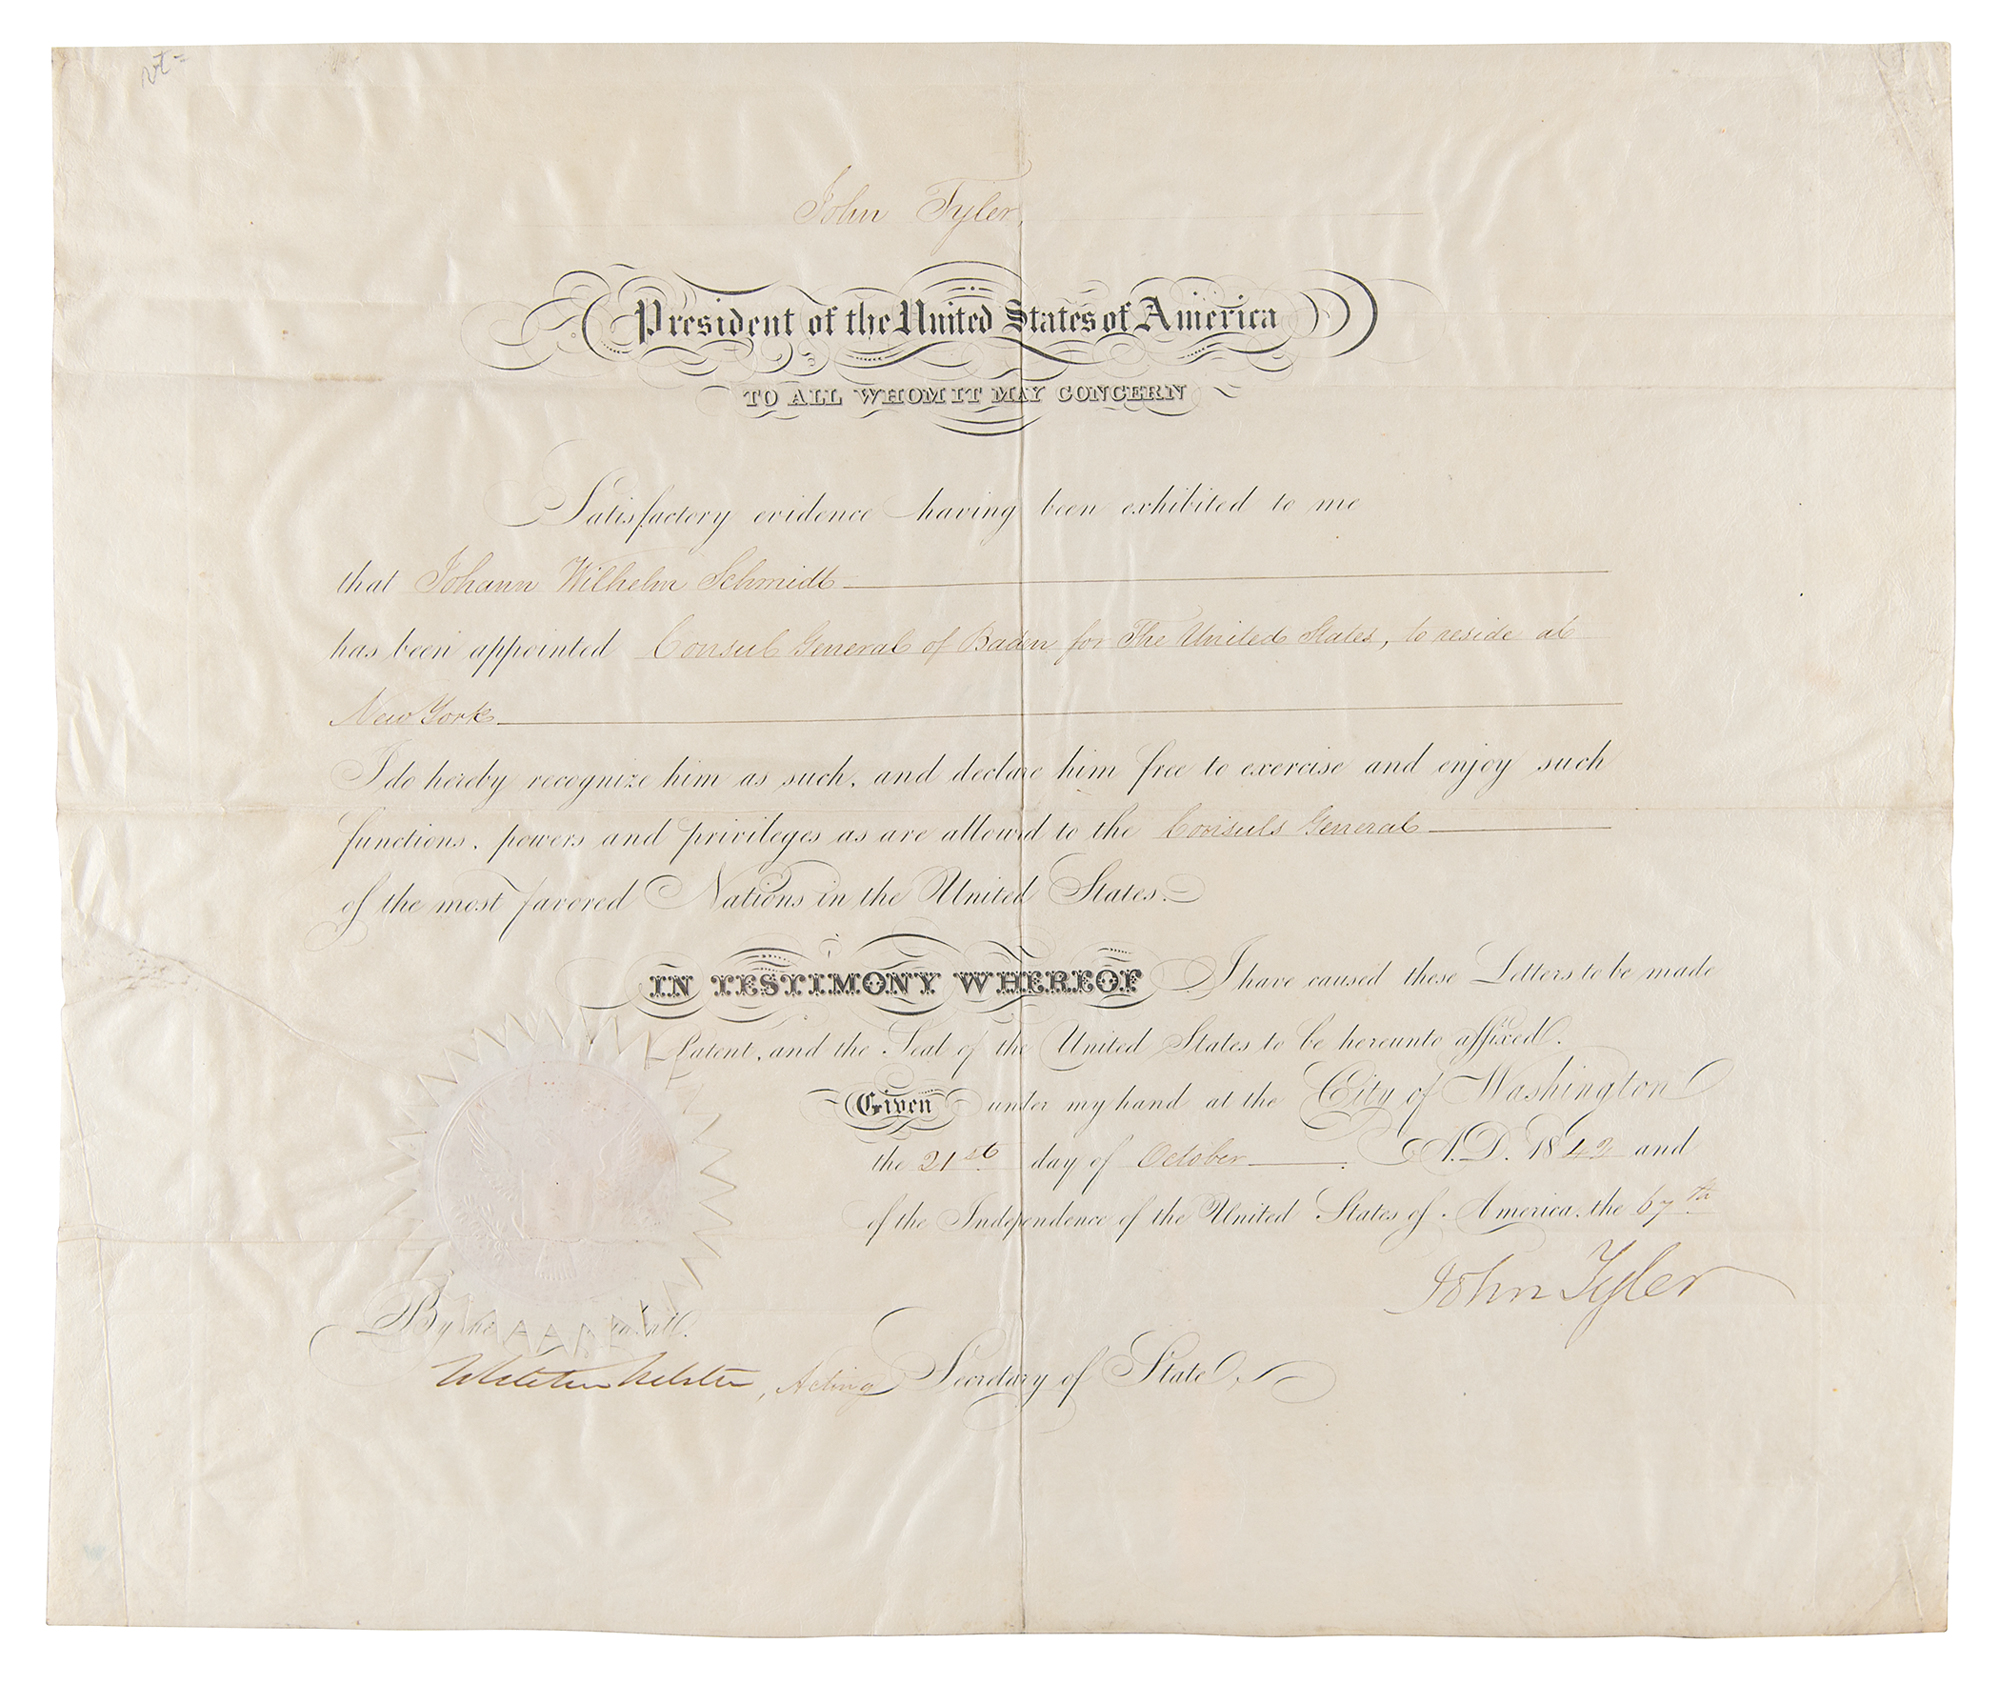 John Tyler,
President of the United States of America
TO ALL WHOM IT MAY CONCERN
Satisfactory evidence having been exhibited to me
that Johann Wilhelm Schmidt
has been appointed Consul General of Baden for The United States, to reside at
New York
I do hereby recognize him as such, and declare him free to exercise and enjoy such
functions, powers and privileges as are allowed to the Consuls General
of the most favored Nations in the United States.
IN TESTIMONY WHEREOF I have caused these Letters to be made
Patent, and the Seal of the United States to be hereunto affixed.
Given under my hand at the City of Washington
the 21st day of October A.D. 1842 and
of the Independence of the United States of America, the 67th
John Tyler
By the
Webster, Acting Secretary of State,